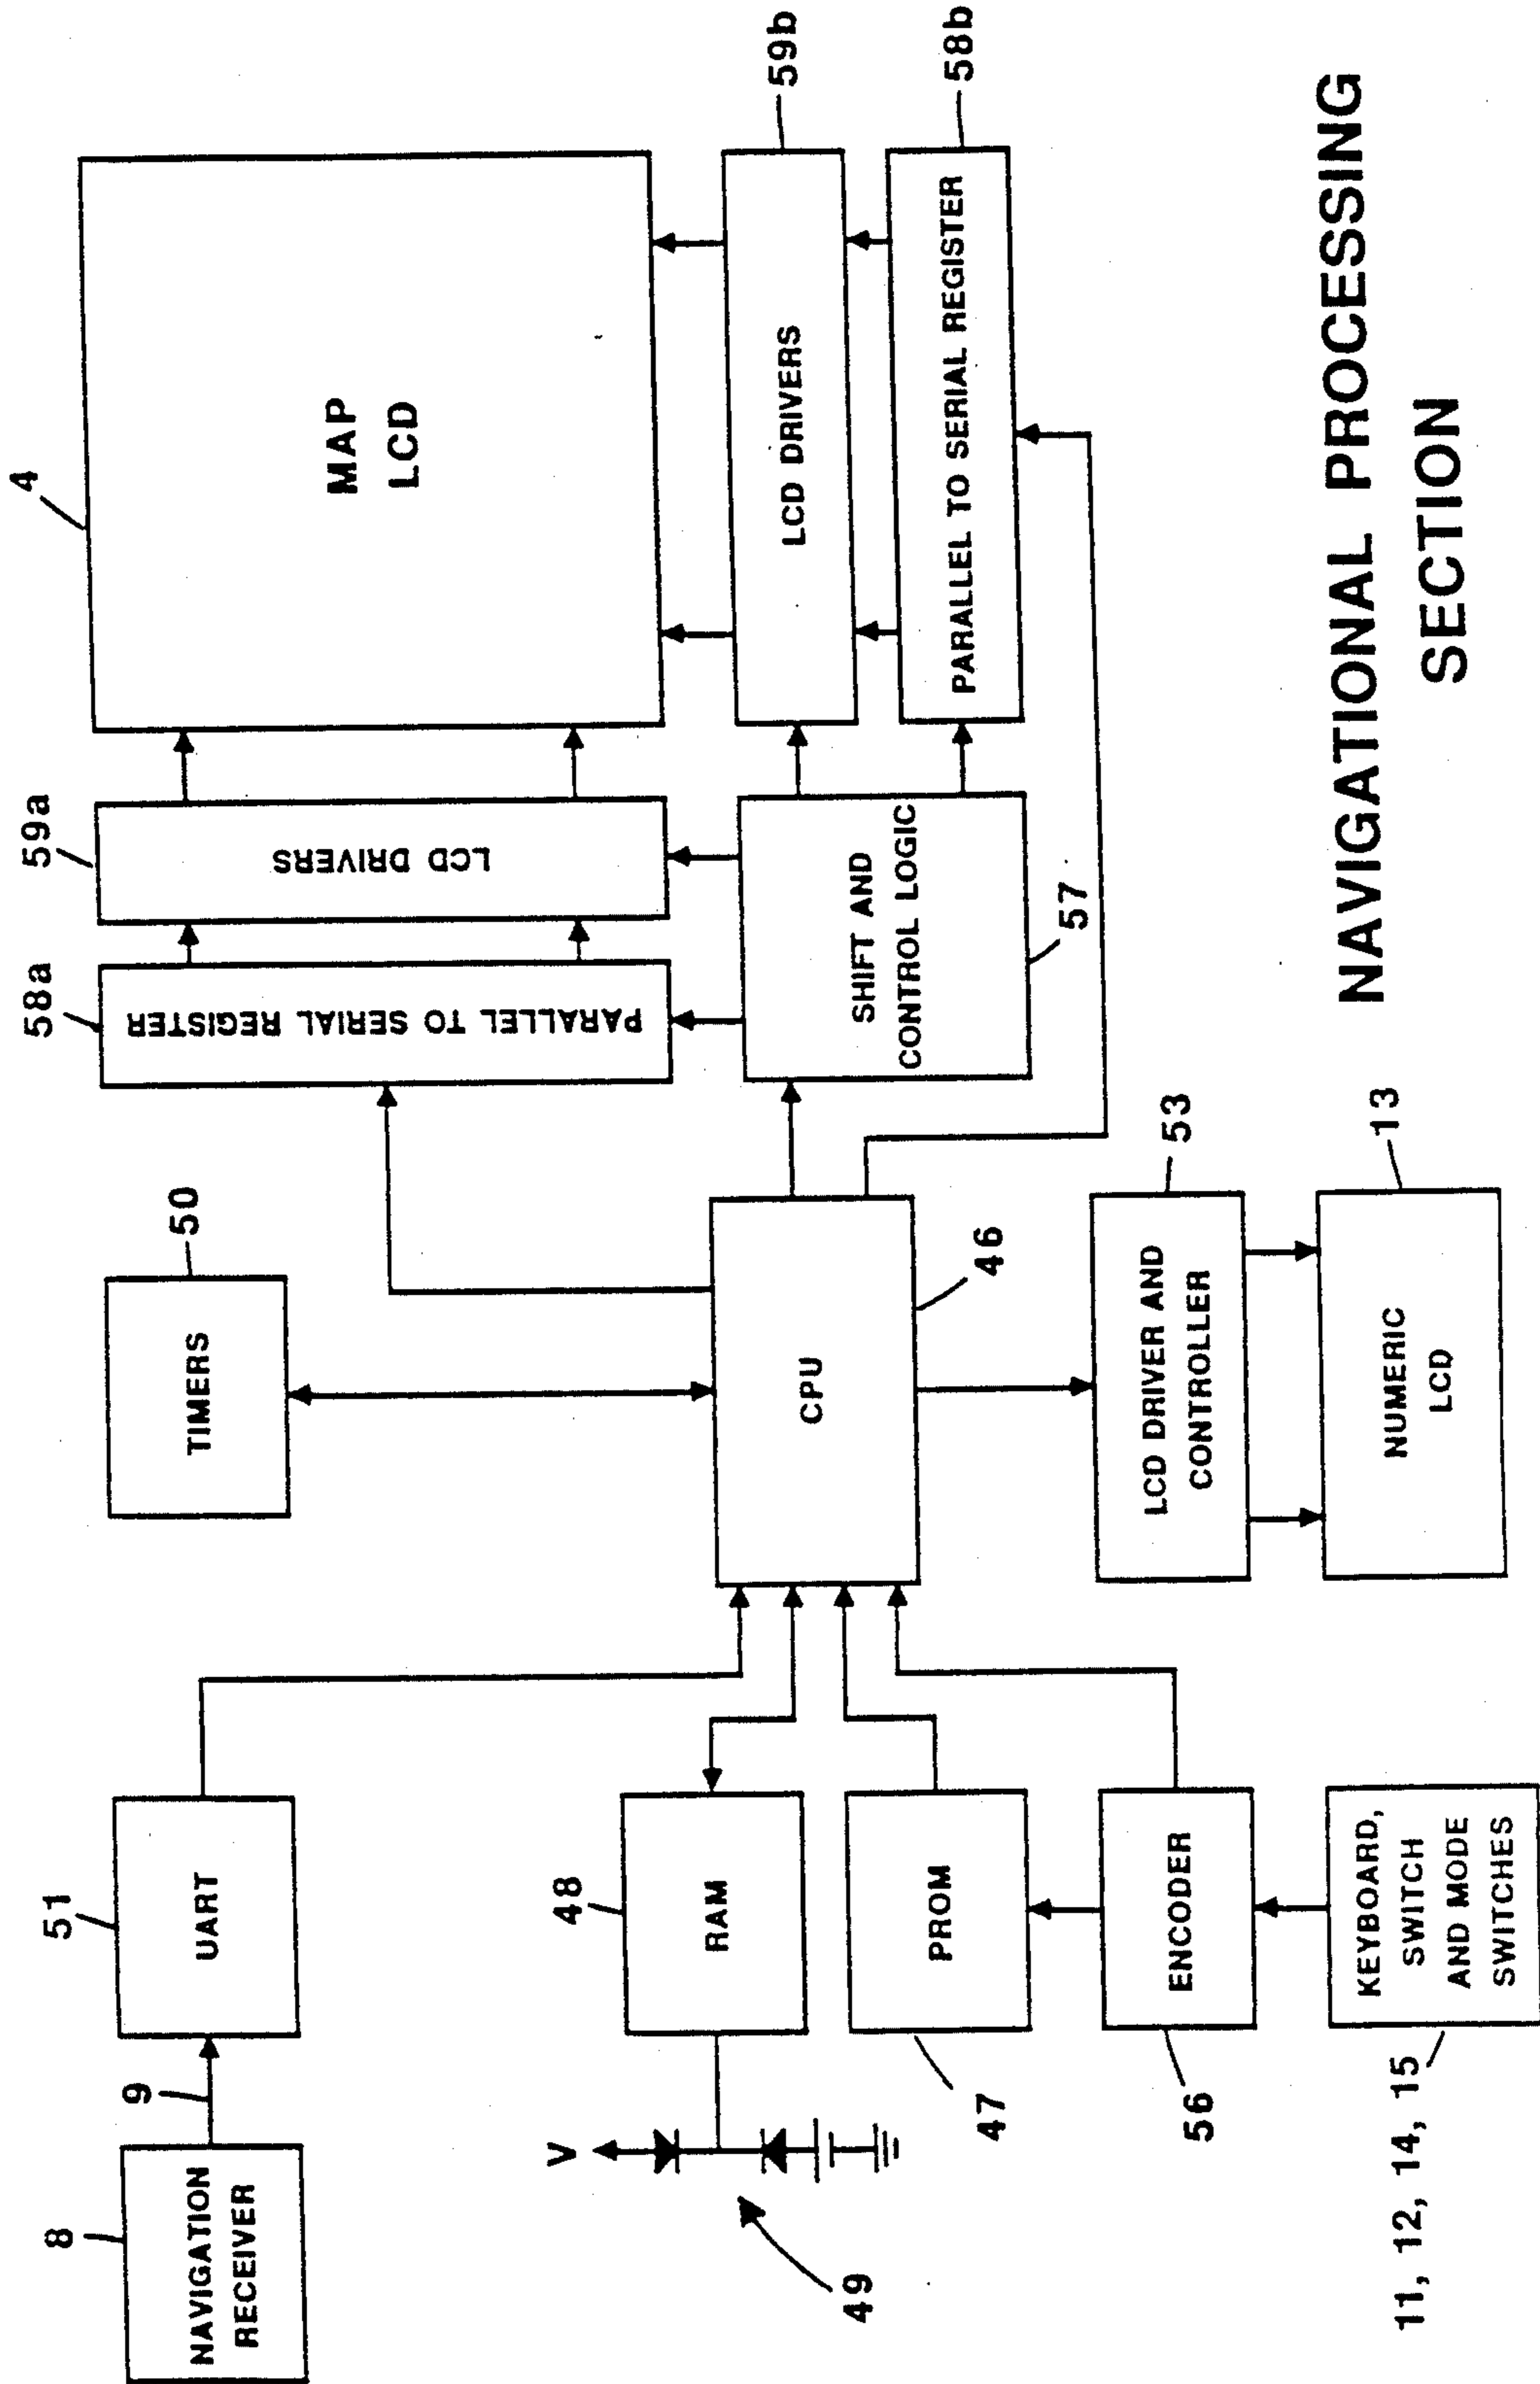 8
NAVIGATION
RECEIVER
9
51
UART
50
TIMERS
58a
PARALLEL TO SERIAL REGISTER
59a
LCD DRIVERS
4
MAP
LCD
V
49
48
RAM
47
PROM
56
ENCODER
11, 12, 14, 15
KEYBOARD,
SWITCH
AND MODE
SWITCHES
CPU
46
SHIFT AND
CONTROL LOGIC
57
LCD DRIVERS
59b
PARALLEL TO SERIAL REGISTER
58b
LCD DRIVER AND
CONTROLLER
53
NUMERIC
LCD
13
NAVIGATIONAL PROCESSING
SECTION